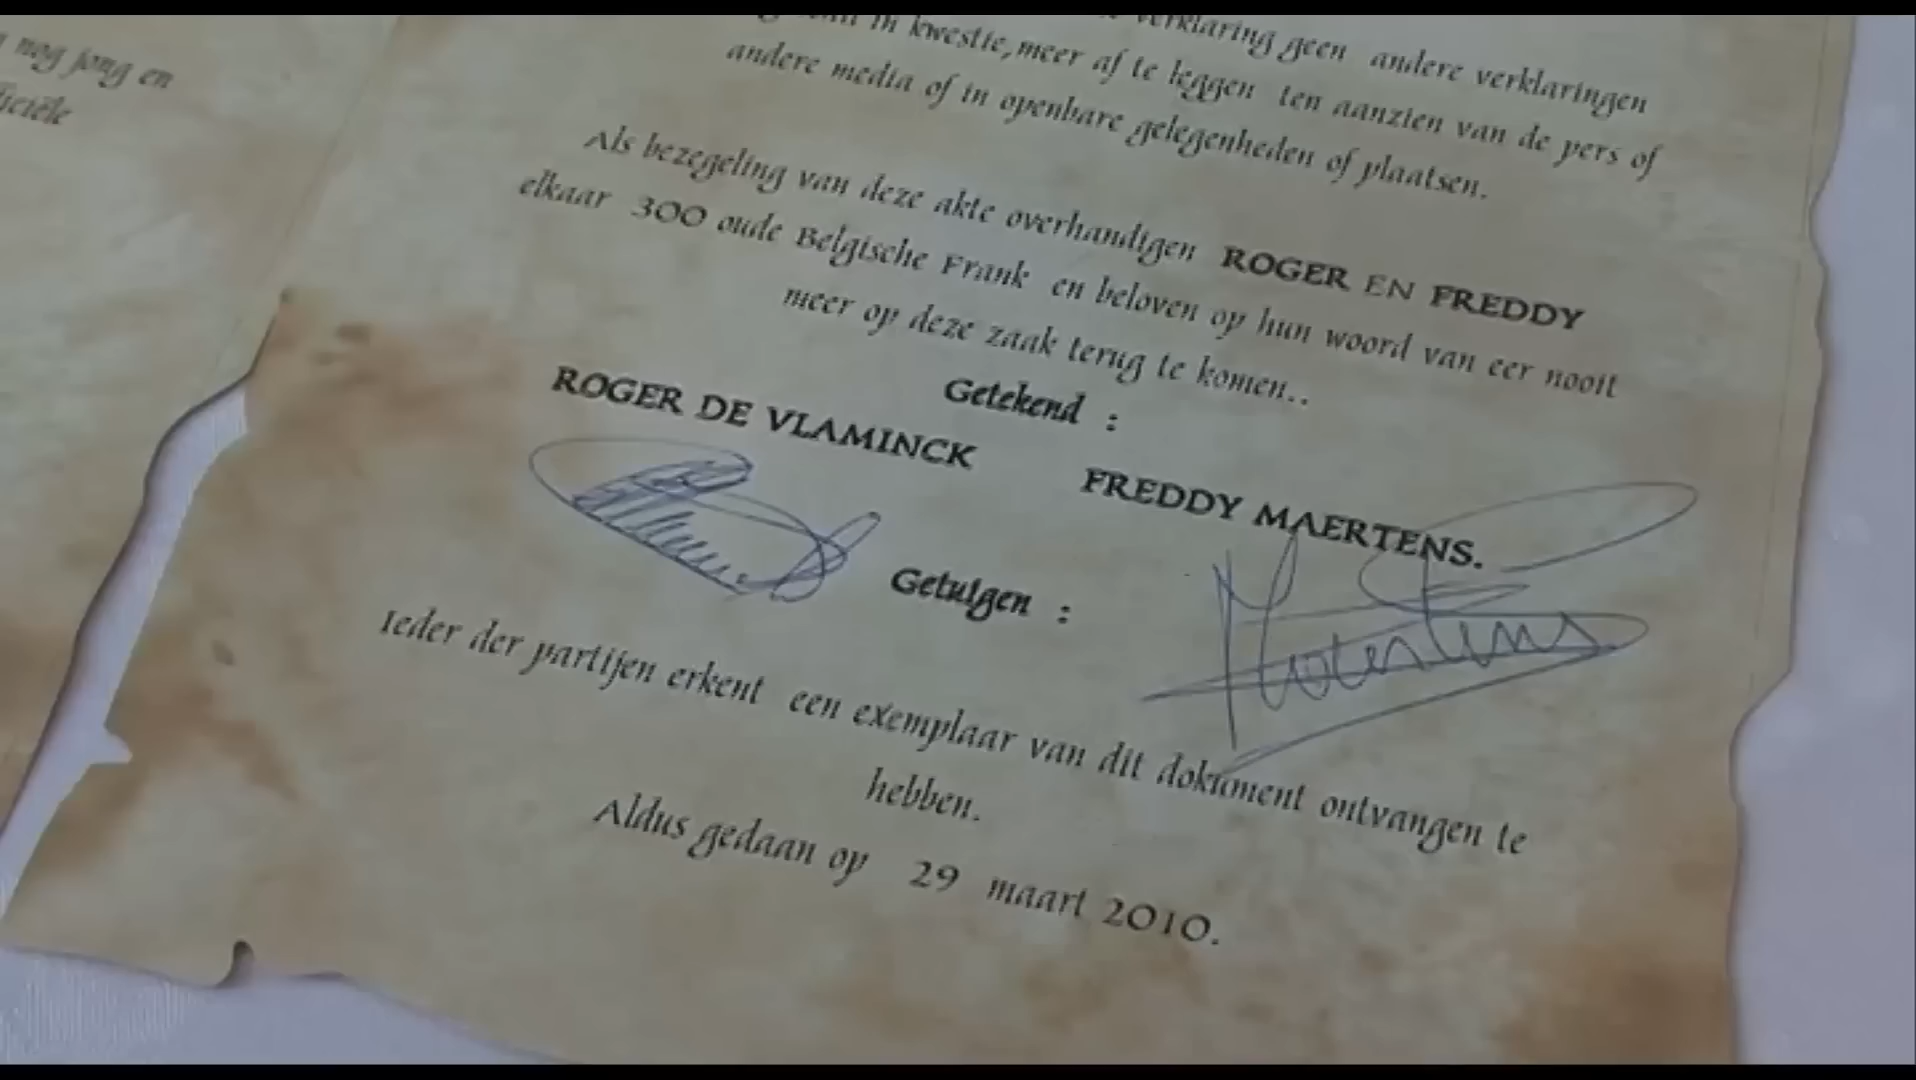 nog jong en
verklaring geen andere verklaringen
in kwestie, meer af te leggen ten aanzien van de pers of
andere media of in openbare gelegenheden of plaatsen.
Als bezegeling van deze akte overhandigen ROGER EN FREDDY
elkaar 300 oude Belgische Frank en beloven op hun woord van eer nooit
meer op deze zaak terug te komen..
Getekend :
ROGER DE VLAMINCK FREDDY MAERTENS.
Maertens
Getuigen :
Ieder der partijen erkent een exemplaar van dit dokument ontvangen te
hebben.
Aldus gedaan op 29 maart 2010.